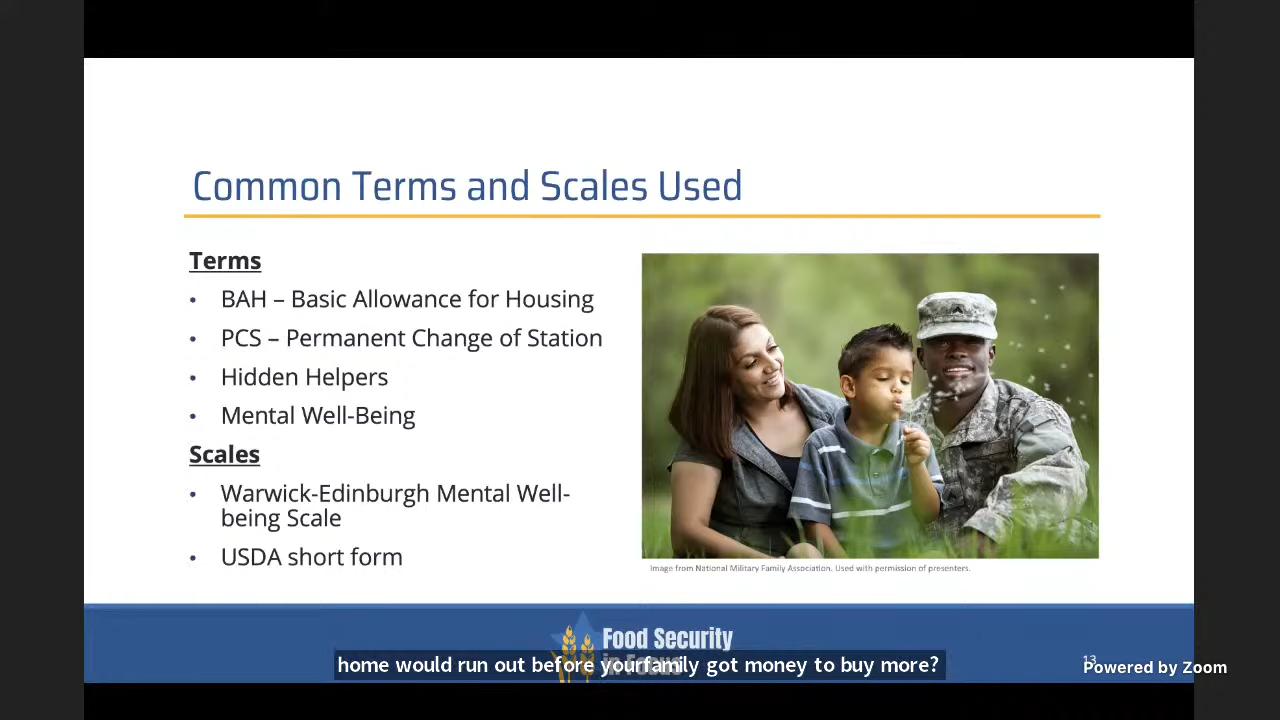 Common Terms and Scales Used
Terms
• BAH – Basic Allowance for Housing
• PCS – Permanent Change of Station
• Hidden Helpers
• Mental Well-Being
Scales
• Warwick-Edinburgh Mental Well-
being Scale
• USDA short form
Image from National Military Family Association. Used with permission of presenters.
Food Security
in Focus
home would run out before yourfamily got money to buy more?
13
Powered by Zoom